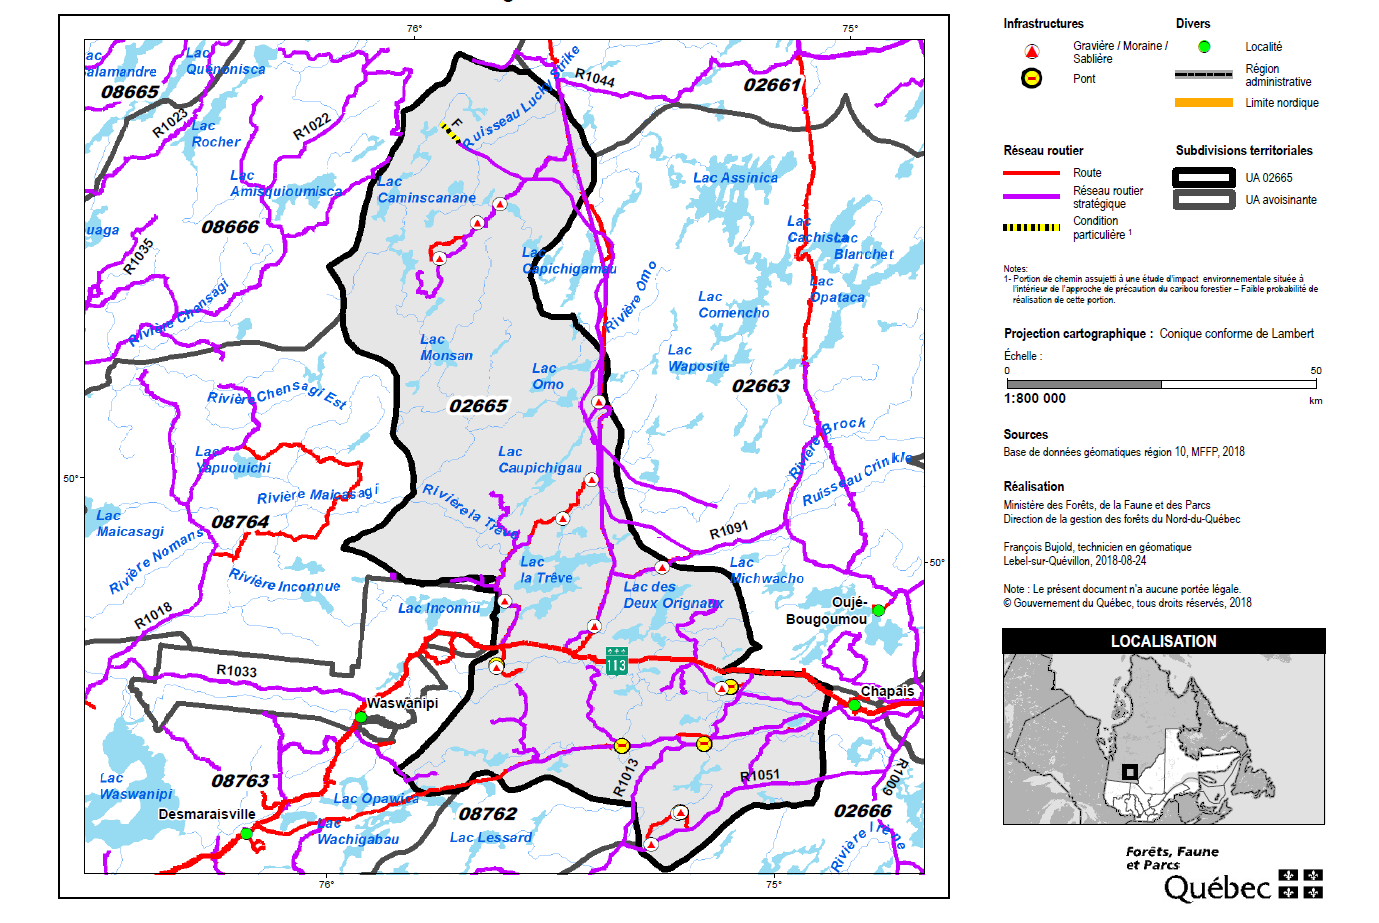 76°
75°
Lac
Quénonisca
ac
alamandre
08665
R1023
R1022
Lac
Rocher
Lac
Amisquioumisca
08666
uaga
R1035
Rivière Chensagi
Ruisseau Lucky Strike
R1044
02661
F
Lac
Caminscanane
Lac Assinica
Lac
Cachisca
Lac
Blanchet
Lac
Opataca
Lac
Capichigamau
Rivière Omo
Lac
Comencho
Lac
Monsan
Lac
Waposite
Lac
Omo
02663
02665
Rivière Chensagi Est
Lac
Yapuouichi
Rivière Maicasagi
08764
Lac
Maicasagi
Rivière Nomans
Rivière Inconnue
R1018
50°
Lac
Caupichigau
Rivière la Trêve
Rivière Brock
Ruisseau Crinkle
R1091
50°
Lac
la Trêve
Lac
Michwacho
Lac des
Deux Orignaux
Lac Inconnu
Oujé-
Bougoumou
113
R1033
Waswanipi
Chapais
08763
Lac
Waswanipi
Desmaraisville
Lac Opawica
Lac
Wachigabau
08762
Lac Lessard
R1013
R1051
R1009
02666
Rivière Irène
76°
75°
Infrastructures
Gravière / Moraine /
Sablière
Pont
Divers
Localité
Région
administrative
Limite nordique
Réseau routier
Route
Réseau routier
stratégique
Condition
particulière 1
Subdivisions territoriales
UA 02665
UA avoisinante
Notes:
1- Portion de chemin assujetti à une étude d'impact environnementale située à
l'intérieur de l'approche de précaution du caribou forestier – Faible probabilité de
réalisation de cette portion.
Projection cartographique : Conique conforme de Lambert
Échelle :
0 50
1:800 000 km
Sources
Base de données géomatiques région 10, MFFP, 2018
Réalisation
Ministère des Forêts, de la Faune et des Parcs
Direction de la gestion des forêts du Nord-du-Québec
François Bujold, technicien en géomatique
Lebel-sur-Quévillon, 2018-08-24
Note : Le présent document n'a aucune portée légale.
© Gouvernement du Québec, tous droits réservés, 2018
LOCALISATION
Forêts, Faune
et Parcs
Québec